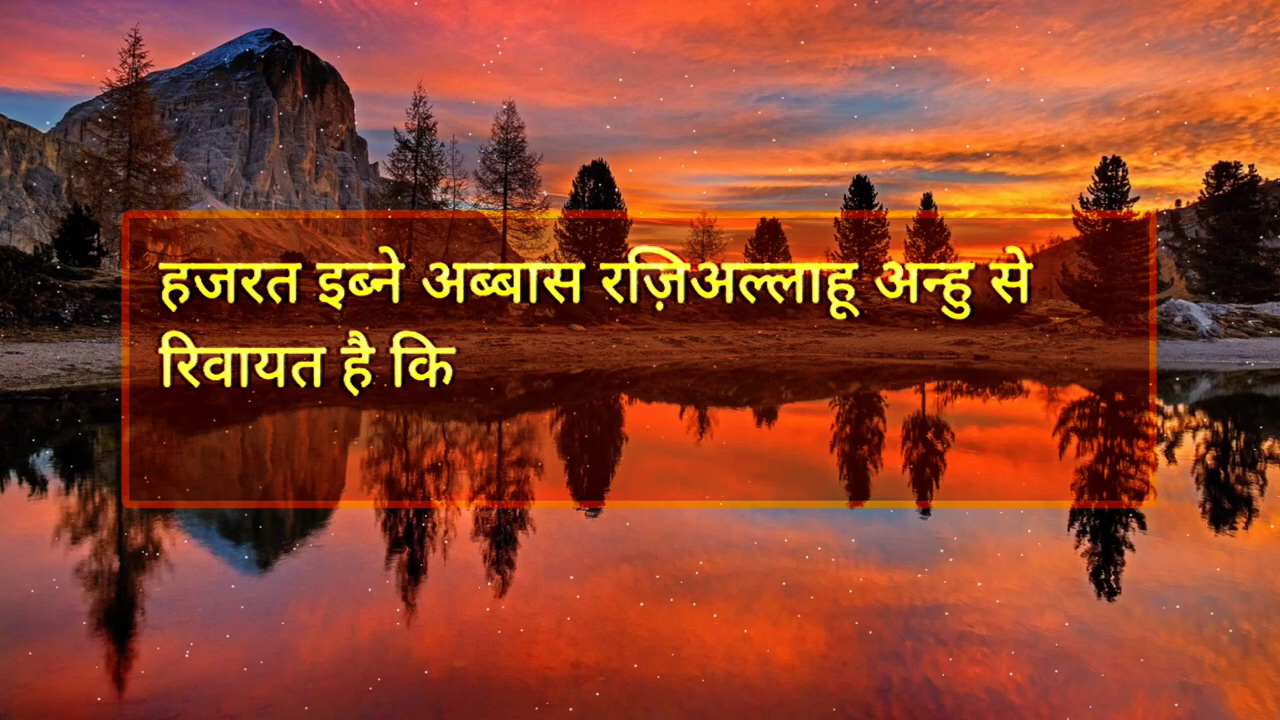 हजरत इब्ने अब्बास रज़िअल्लाहू अन्हु से
रिवायत है कि